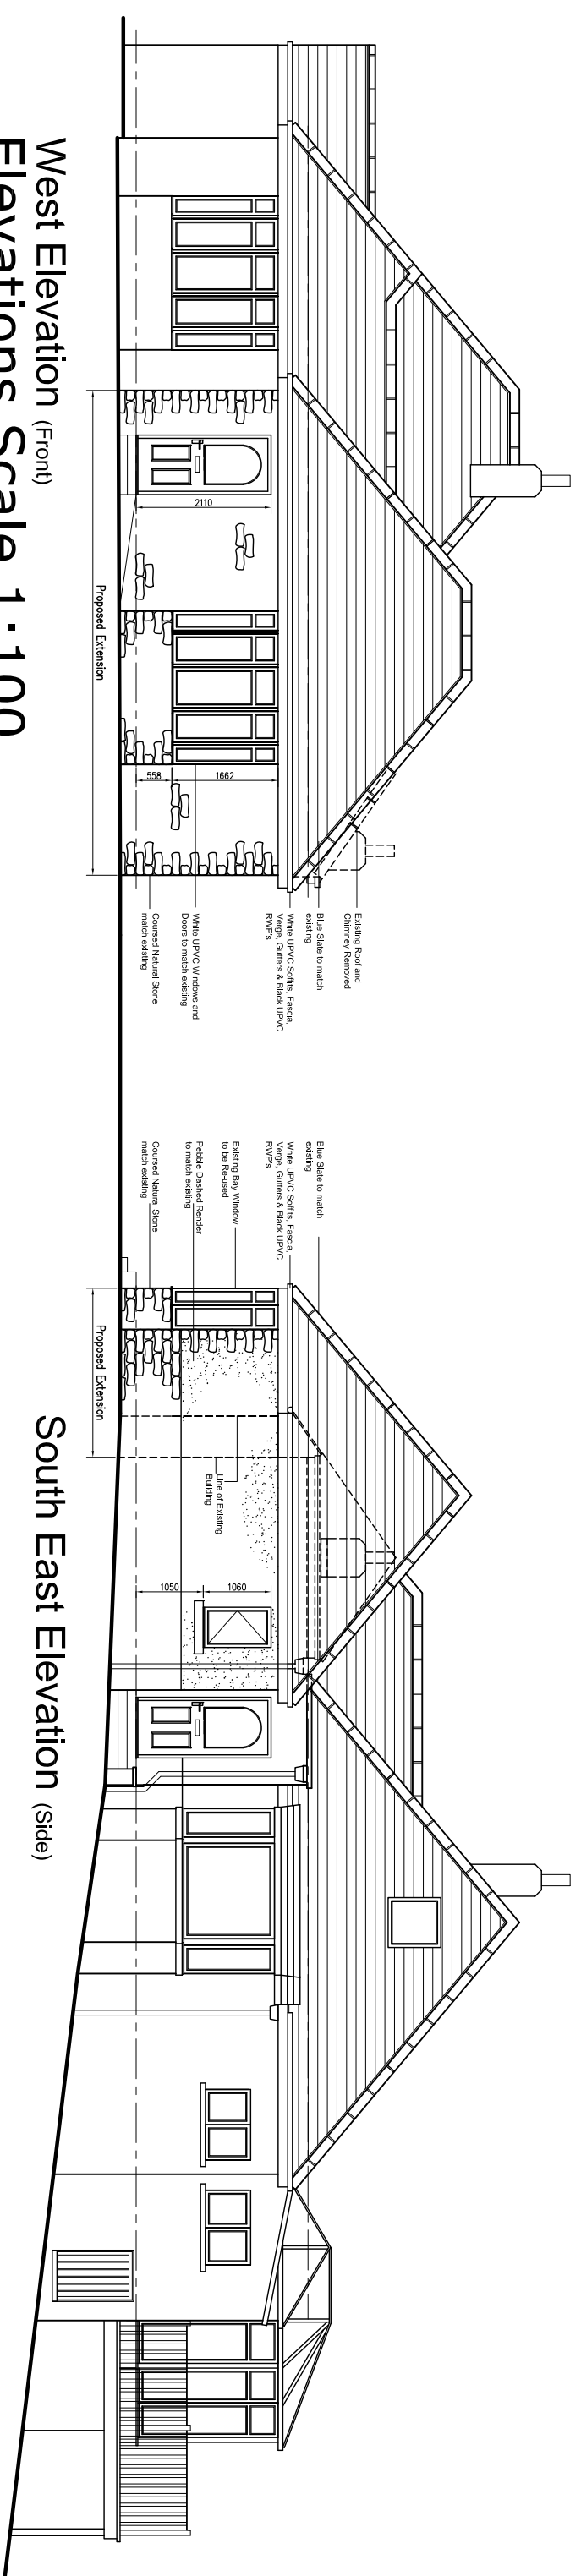 Existing Roof and
Chimney Removed
Blue Slate to match
existing
White UPVC Soffits, Fascia,
Verge, Gutters & Black UPVC
RWP's
White UPVC Windows and
Doors to match existing
Coursed Natural Stone
match existing
2110
1662
558
Proposed Extension
West Elevation (Front)
Blue Slate to match
existing
White UPVC Soffits, Fascia,
Verge, Gutters & Black UPVC
RWP's
Existing Bay Window
to be Re-used
Pebble Dashed Render
to match existing
Coursed Natural Stone
match existing
Line of Existing
Building
1060
1050
Proposed Extension
South East Elevation (Side)
Elevations Scale 1:100